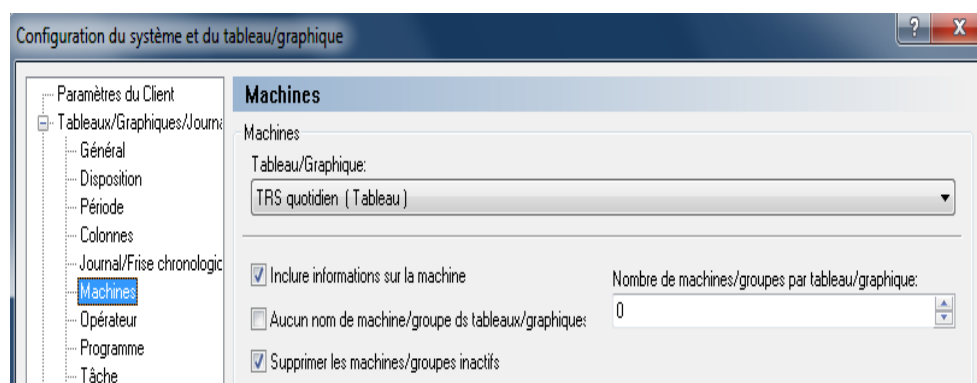 Configuration du système et du tableau/graphique
Paramètres du Client
Tableaux/Graphiques/Journa
Général
Disposition
Période
Colonnes
Journal/Frise chronologic
Machines
Opérateur
Programme
Tâche
Machines
Machines
Tableau/Graphique:
TRS quotidien ( Tableau )
Inclure informations sur la machine
Aucun nom de machine/groupe ds tableaux/graphiques
Supprimer les machines/groupes inactifs
Nombre de machines/groupes par tableau/graphique:
0